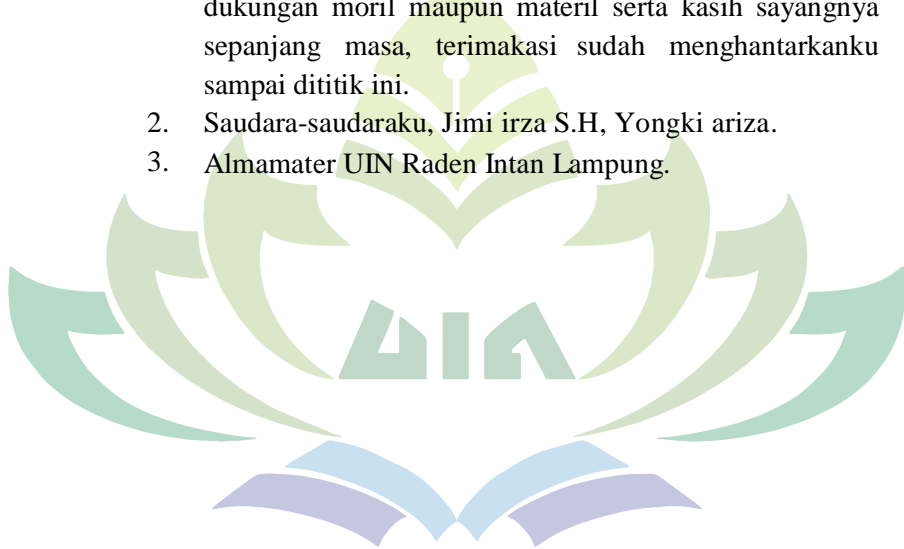 dukungan moril maupun materil serta kasih sayangnya
sepanjang masa, terimakasi sudah menghantarkanku
sampai dititik ini.
2. Saudara-saudaraku, Jimi irza S.H, Yongki ariza.
3. Almamater UIN Raden Intan Lampung.
UIN